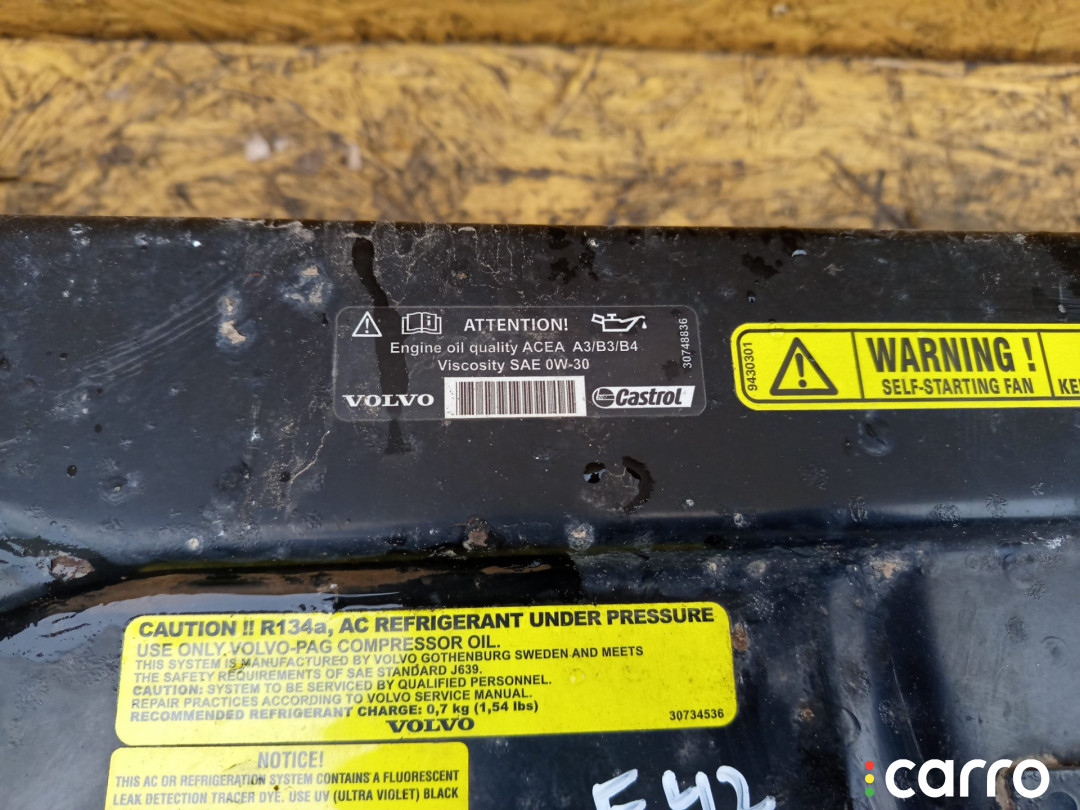 ATTENTION!
Engine oil quality ACEA A3/B3/B4
Viscosity SAE 0W-30
VOLVO
Castrol
30748836
9430301
WARNING !
SELF-STARTING FAN
CAUTION !! R134a, AC REFRIGERANT UNDER PRESSURE
USE ONLY VOLVO-PAG COMPRESSOR OIL.
THIS SYSTEM IS MANUFACTURED BY VOLVO GOTHENBURG SWEDEN AND MEETS
THE SAFETY REQUIREMENTS OF SAE STANDARD J639.
CAUTION: SYSTEM TO BE SERVICED BY QUALIFIED PERSONNEL.
REPAIR PRACTICES ACCORDING TO VOLVO SERVICE MANUAL.
RECOMMENDED REFRIGERANT CHARGE: 0,7 kg (1,54 lbs)
VOLVO
30734536
NOTICE!
THIS AC OR REFRIGERATION SYSTEM CONTAINS A FLUORESCENT
LEAK DETECTION TRACER DYE. USE UV (ULTRA VIOLET) BLACK
carro